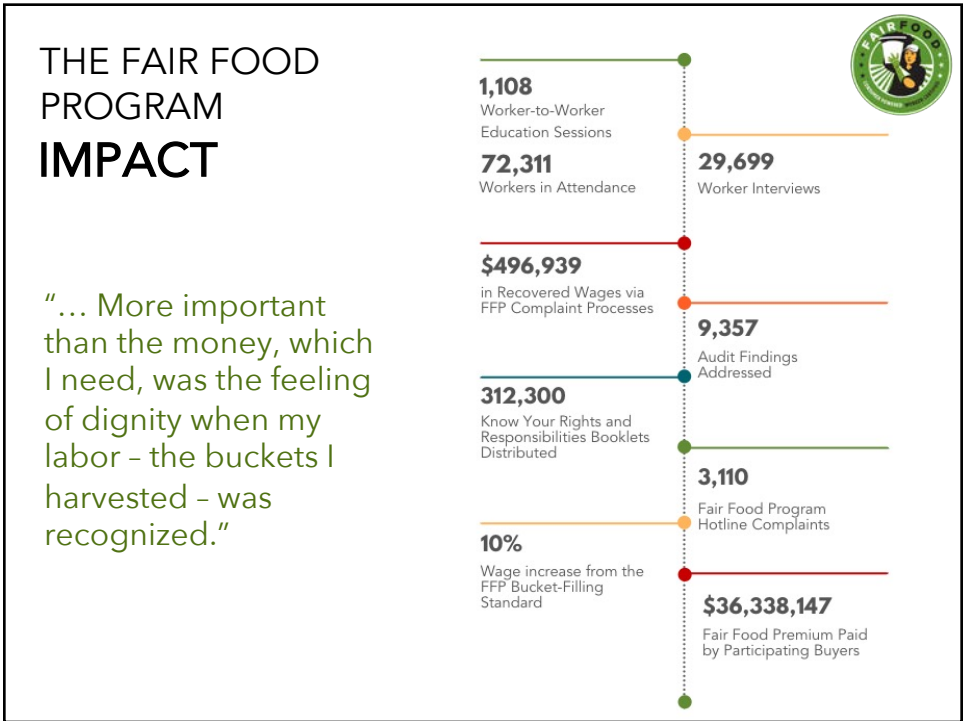 THE FAIR FOOD
PROGRAM
IMPACT
“… More important
than the money, which
I need, was the feeling
of dignity when my
labor – the buckets I
harvested – was
recognized.”
1,108
Worker-to-Worker
Education Sessions
72,311
Workers in Attendance
29,699
Worker Interviews
$496,939
in Recovered Wages via
FFP Complaint Processes
9,357
Audit Findings
Addressed
312,300
Know Your Rights and
Responsibilities Booklets
Distributed
3,110
Fair Food Program
Hotline Complaints
10%
Wage increase from the
FFP Bucket-Filling
Standard
$36,338,147
Fair Food Premium Paid
by Participating Buyers
FAIR FOOD
CONSUMER POWERED